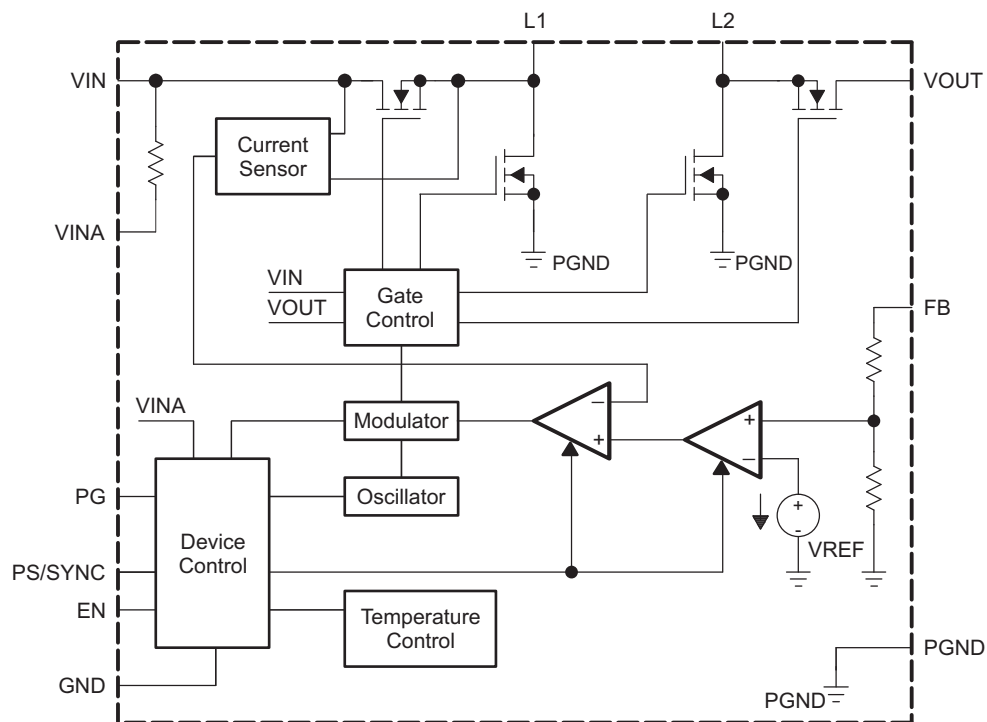 L1
L2
VIN
VOUT
Current
Sensor
VINA
PGND
PGND
VIN
VOUT
Gate
Control
FB
VINA
Modulator
−
+
+
−
PG
Oscillator
+
-
VREF
Device
Control
PS/SYNC
EN
Temperature
Control
GND
PGND
PGND